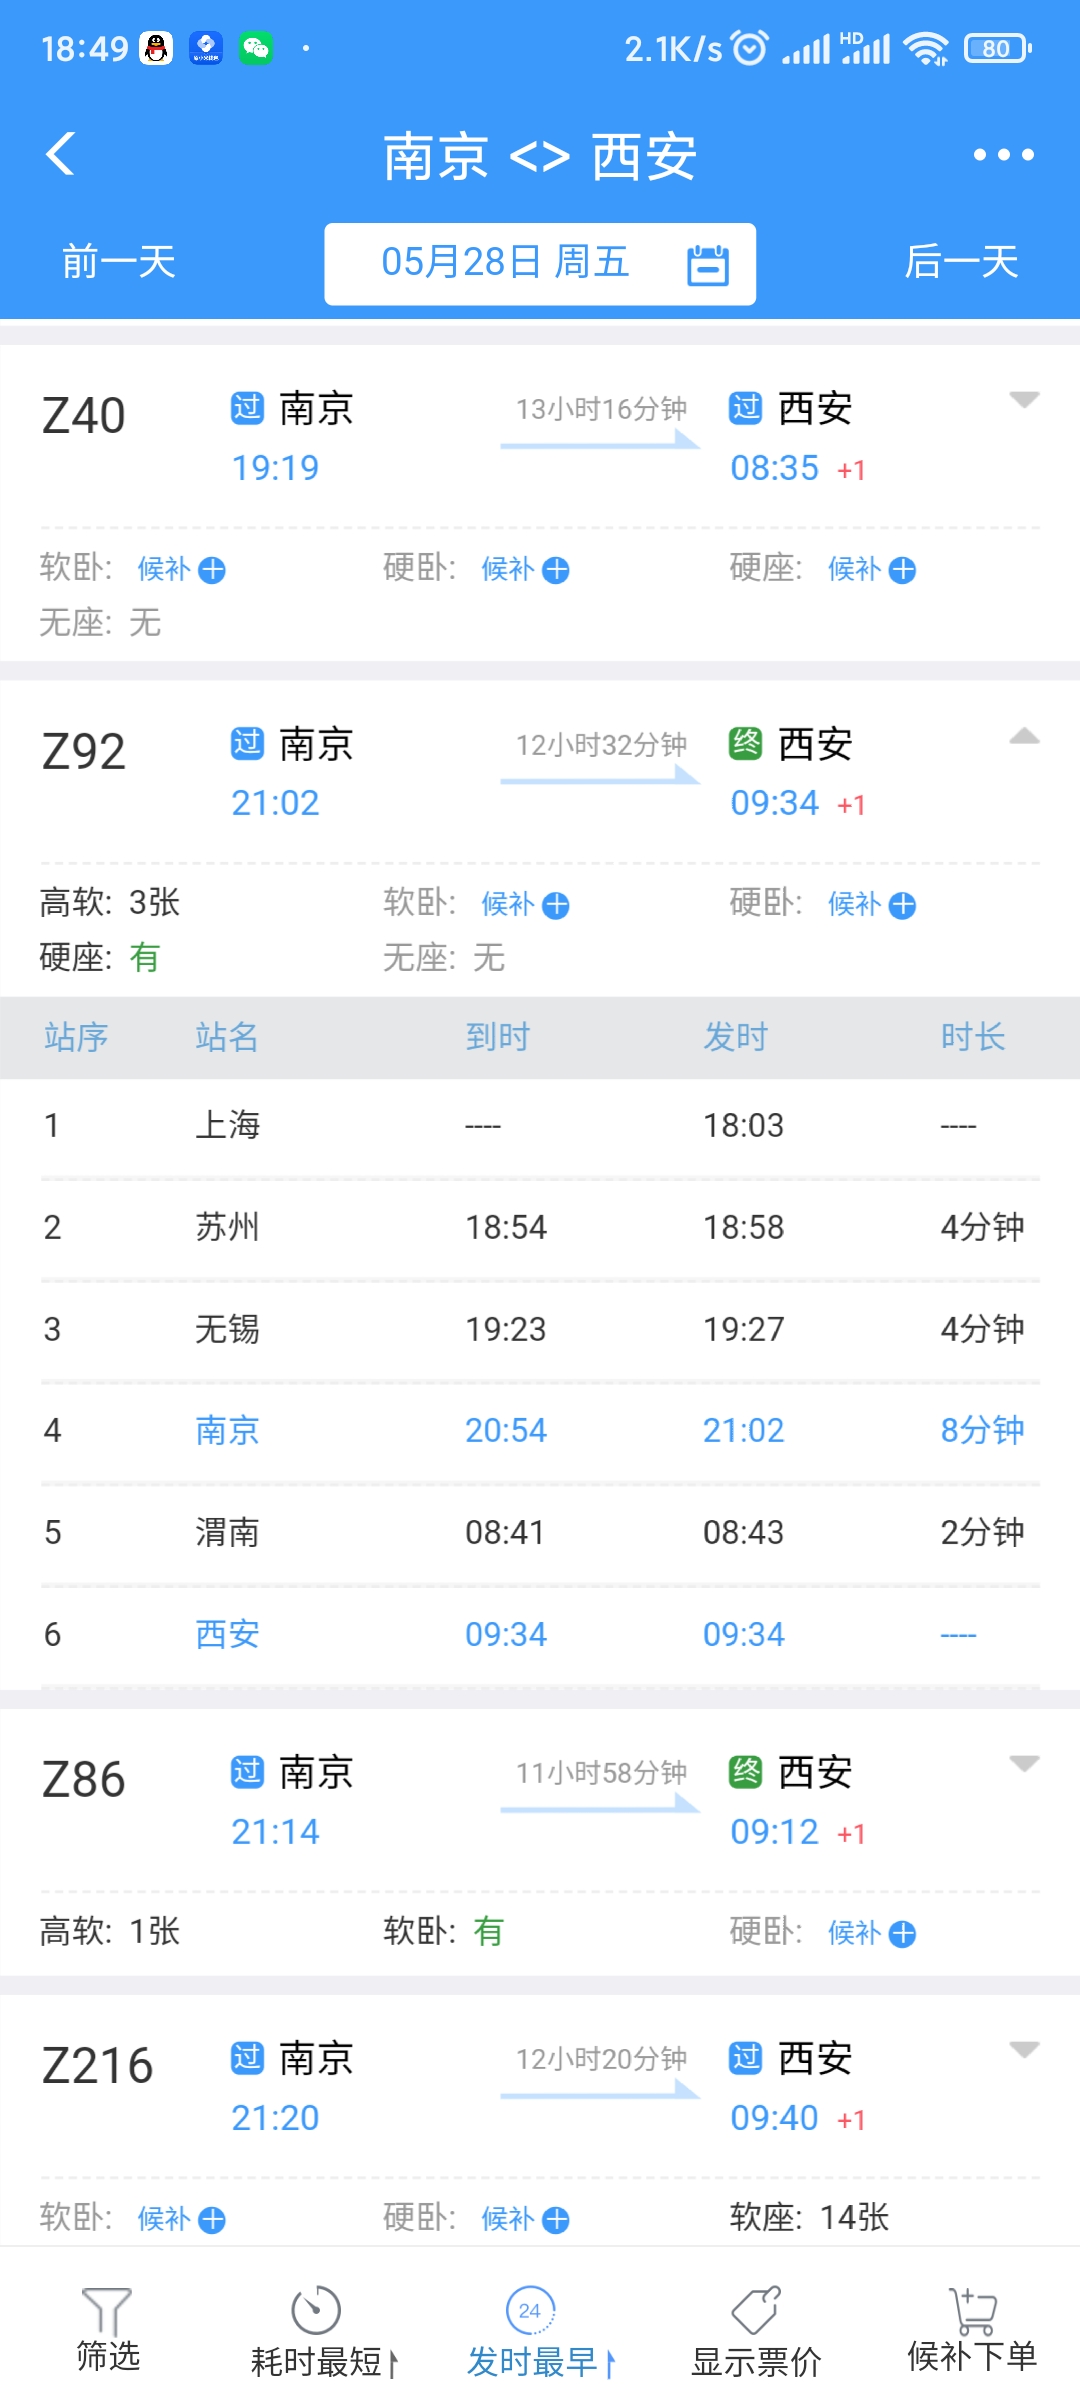 18:49 2.1K/s HD 80
南京 <> 西安
前一天 05月28日 周五 后一天
Z40 过 南京 13小时16分钟 过 西安
19:19 08:35 +1
软卧: 候补 硬卧: 候补 硬座: 候补
无座: 无
Z92 过 南京 12小时32分钟 终 西安
21:02 09:34 +1
高软: 3张 软卧: 候补 硬卧: 候补
硬座: 有 无座: 无
站序 站名 到时 发时 时长
1 上海 ---- 18:03 ----
2 苏州 18:54 18:58 4分钟
3 无锡 19:23 19:27 4分钟
4 南京 20:54 21:02 8分钟
5 渭南 08:41 08:43 2分钟
6 西安 09:34 09:34 ----
Z86 过 南京 11小时58分钟 终 西安
21:14 09:12 +1
高软: 1张 软卧: 有 硬卧: 候补
Z216 过 南京 12小时20分钟 过 西安
21:20 09:40 +1
软卧: 候补 硬卧: 候补 软座: 14张
24
筛选 耗时最短 发时最早 显示票价 候补下单